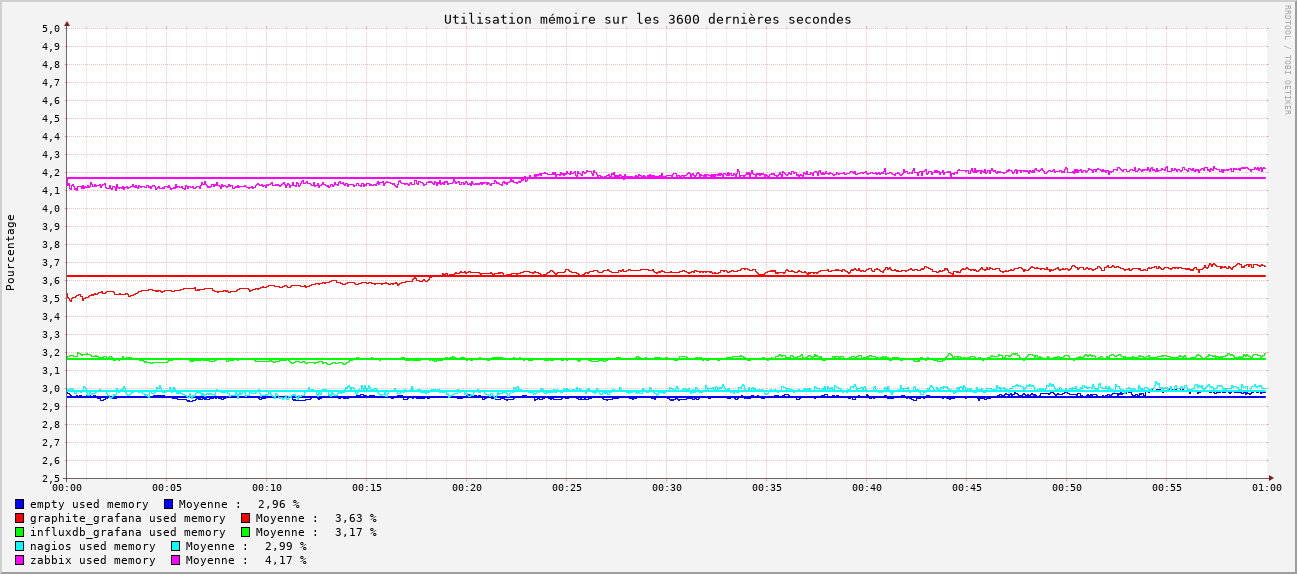 Utilisation mémoire sur les 3600 dernières secondes
RRDTOOL / TOBI OETIKER
Pourcentage
5,0
4,9
4,8
4,7
4,6
4,5
4,4
4,3
4,2
4,1
4,0
3,9
3,8
3,7
3,6
3,5
3,4
3,3
3,2
3,1
3,0
2,9
2,8
2,7
2,6
2,5
00:00 00:05 00:10 00:15 00:20 00:25 00:30 00:35 00:40 00:45 00:50 00:55 01:00
empty used memory Moyenne : 2,96 %
graphite_grafana used memory Moyenne : 3,63 %
influxdb_grafana used memory Moyenne : 3,17 %
nagios used memory Moyenne : 2,99 %
zabbix used memory Moyenne : 4,17 %